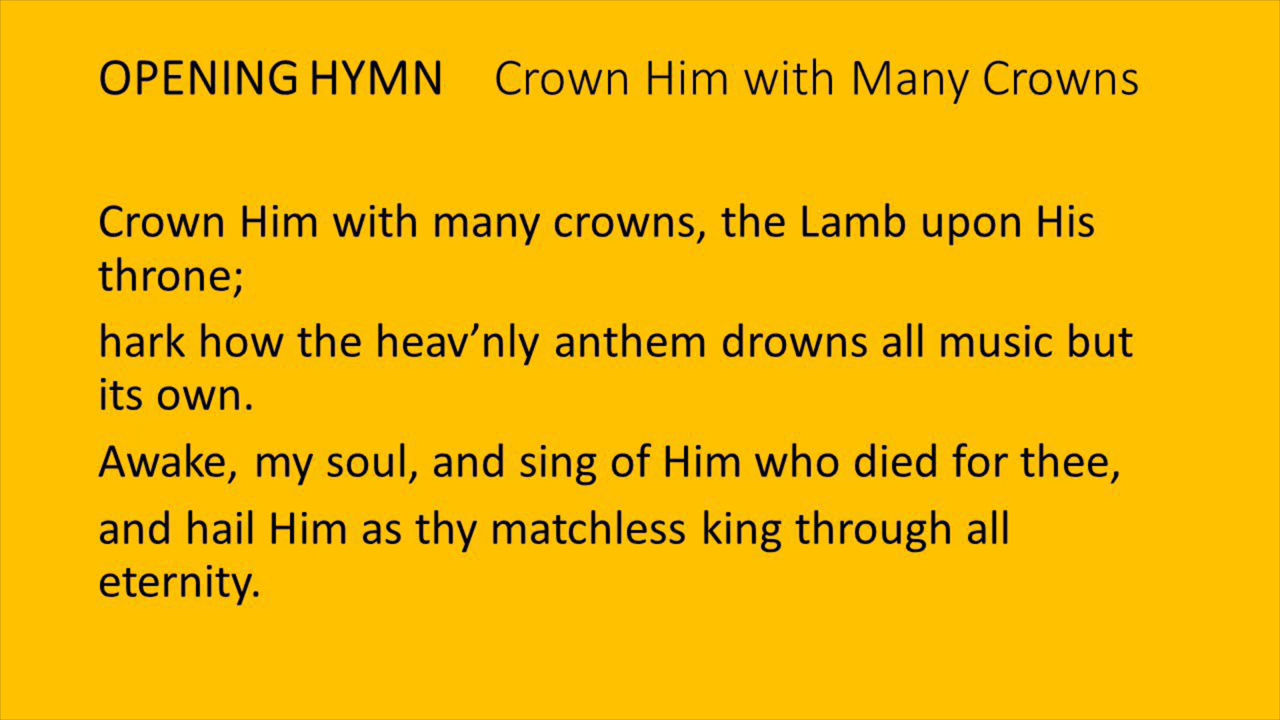 OPENING HYMN Crown Him with Many Crowns
Crown Him with many crowns, the Lamb upon His
throne;
hark how the heav’nly anthem drowns all music but
its own.
Awake, my soul, and sing of Him who died for thee,
and hail Him as thy matchless king through all
eternity.